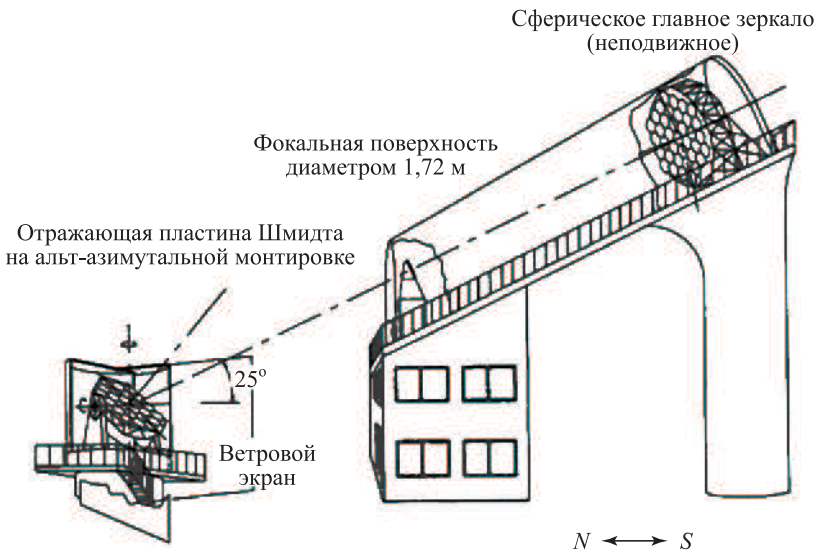 Сферическое главное зеркало
(неподвижное)
Фокальная поверхность
диаметром 1,72 м
Отражающая пластина Шмидта
на альт-азимутальной монтировке
25°
Ветровой
экран
N S